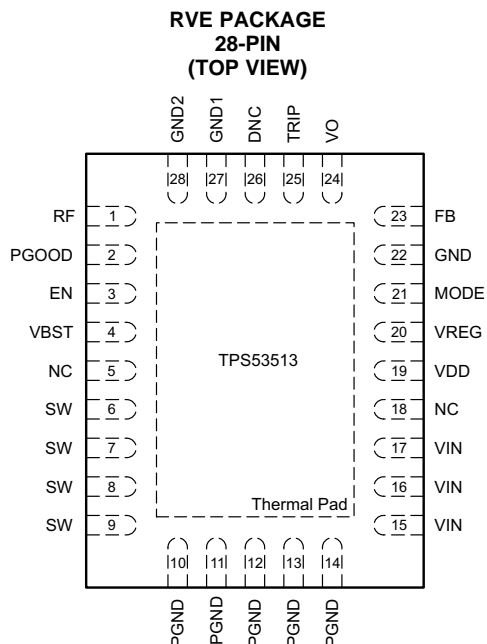 RVE PACKAGE
28-PIN
(TOP VIEW)
GND2 GND1 DNC TRIP VO
28 27 26 25 24
RF 1 23 FB
PGOOD 2 22 GND
EN 3 21 MODE
VBST 4 20 VREG
TPS53513
NC 5 19 VDD
SW 6 18 NC
SW 7 17 VIN
SW 8 16 VIN
Thermal Pad
SW 9 15 VIN
10 11 12 13 14
PGND PGND PGND PGND PGND